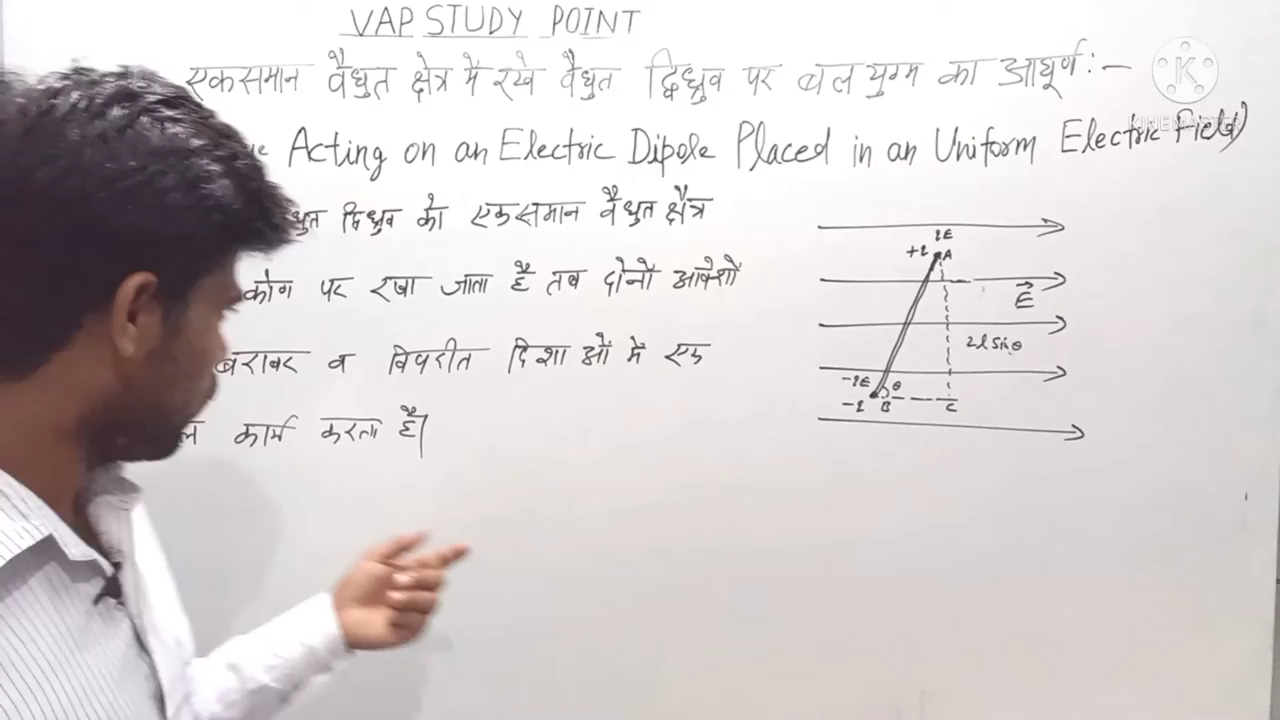 VAP STUDY POINT
एकसमान वैधुत क्षेत्र में रखे वैधुत द्विध्रुव पर बल युग्म का आघूर्ण:-
Acting on an Electric Dipole Placed in an Uniform Electric Field)
द्विध्रुव को एकसमान वैधुत क्षेत्र
कोण पर रखा जाता है तब दोनों आवेशों
बराबर व विपरीत दिशा ओं में एक
कार्य करता है।
qE
+q A
E
2l Sinθ
-qE θ
-q B C
K
KINEMASTER